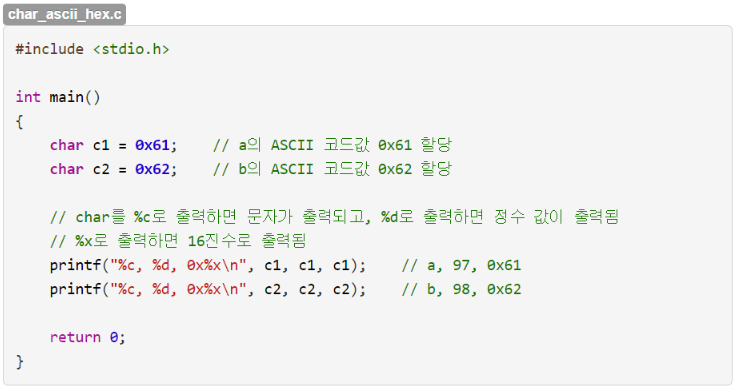 char_ascii_hex.c
#include <stdio.h>
int main()
{
    char c1 = 0x61;    // a의 ASCII 코드값 0x61 할당
    char c2 = 0x62;    // b의 ASCII 코드값 0x62 할당
    // char를 %c로 출력하면 문자가 출력되고, %d로 출력하면 정수 값이 출력됨
    // %x로 출력하면 16진수로 출력됨
    printf("%c, %d, 0x%x\n", c1, c1, c1);    // a, 97, 0x61
    printf("%c, %d, 0x%x\n", c2, c2, c2);    // b, 98, 0x62
    return 0;
}